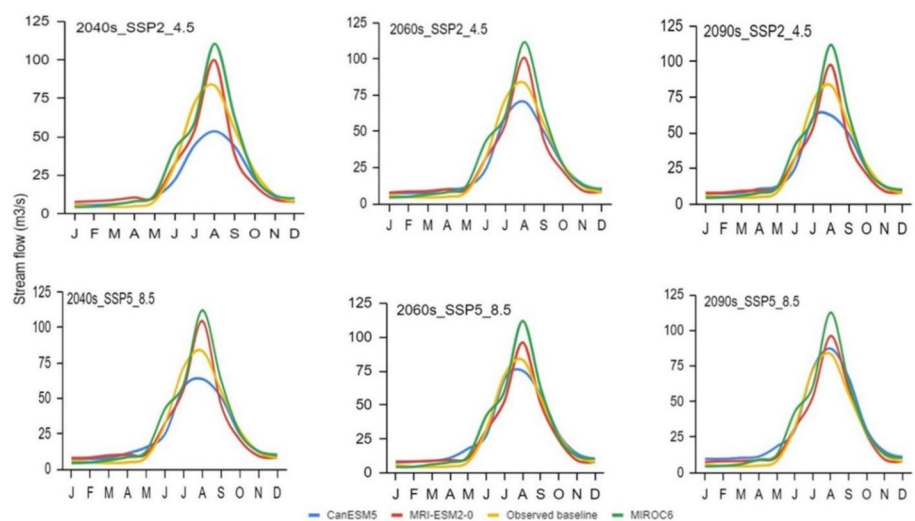 2040s_SSP2_4.5
125
100
75
50
25
0
J F M A M J J A S O N D
2060s_SSP2_4.5
125
100
75
50
25
0
J F M A M J J A S O N D
2090s_SSP2_4.5
125
100
75
50
25
0
J F M A M J J A S O N D
Stream flow (m3/s)
2040s_SSP5_8.5
125
100
75
50
25
0
J F M A M J J A S O N D
2060s_SSP5_8.5
125
100
75
50
25
0
J F M A M J J A S O N D
2090s_SSP5_8.5
125
100
75
50
25
0
J F M A M J J A S O N D
CanESM5 MRI-ESM2-0 Observed baseline MIROC6